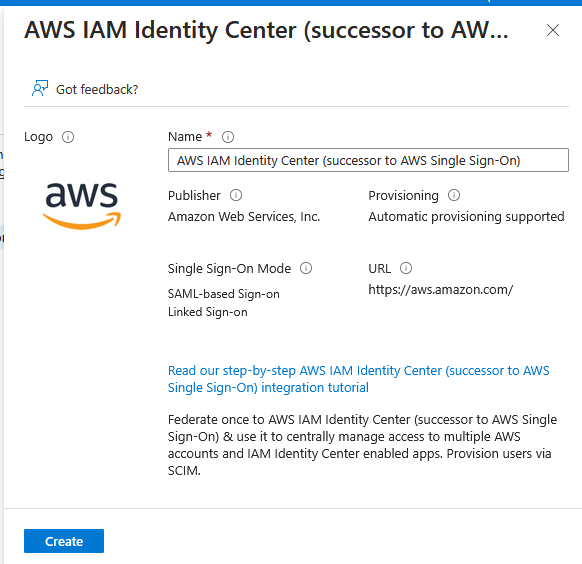 AWS IAM Identity Center (successor to AW...
Got feedback?
Logo
Name *
AWS IAM Identity Center (successor to AWS Single Sign-On)
aws
Publisher
Provisioning
Amazon Web Services, Inc.
Automatic provisioning supported
Single Sign-On Mode
URL
SAML-based Sign-on
https://aws.amazon.com/
Linked Sign-on
Read our step-by-step AWS IAM Identity Center (successor to AWS
Single Sign-On) integration tutorial
Federate once to AWS IAM Identity Center (successor to AWS Single
Sign-On) & use it to centrally manage access to multiple AWS
accounts and IAM Identity Center enabled apps. Provision users via
SCIM.
Create